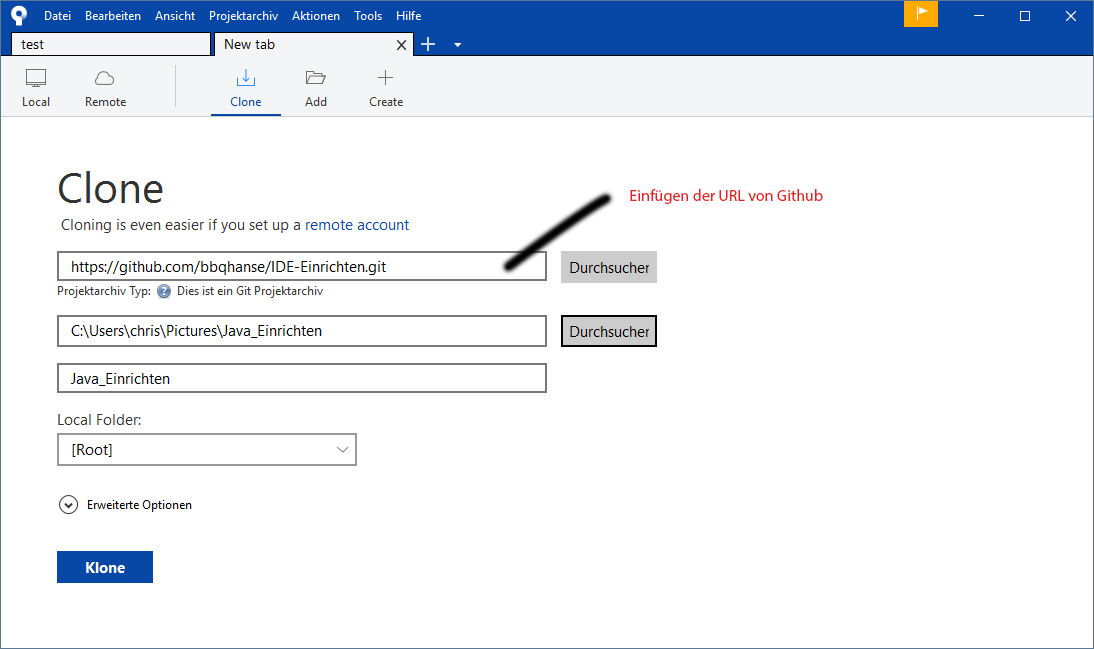 Datei Bearbeiten Ansicht Projektarchiv Aktionen Tools Hilfe
test New tab
Local Remote Clone Add Create
Clone
Einfügen der URL von Github
Cloning is even easier if you set up a remote account
https://github.com/bbqhanse/IDE-Einrichten.git Durchsucher
Projektarchiv Typ: ? Dies ist ein Git Projektarchiv
C:\Users\chris\Pictures\Java_Einrichten Durchsucher
Java_Einrichten
Local Folder:
[Root]
Erweiterte Optionen
Klone